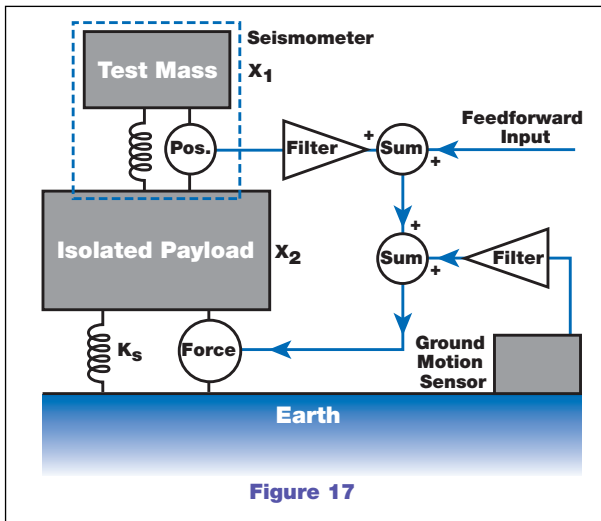 Seismometer
Test Mass
X1
Pos.
Filter
+
Sum
+
Feedforward
Input
Isolated Payload
X2
+
Sum
+
Filter
Ks
Force
Ground
Motion
Sensor
Earth
Figure 17